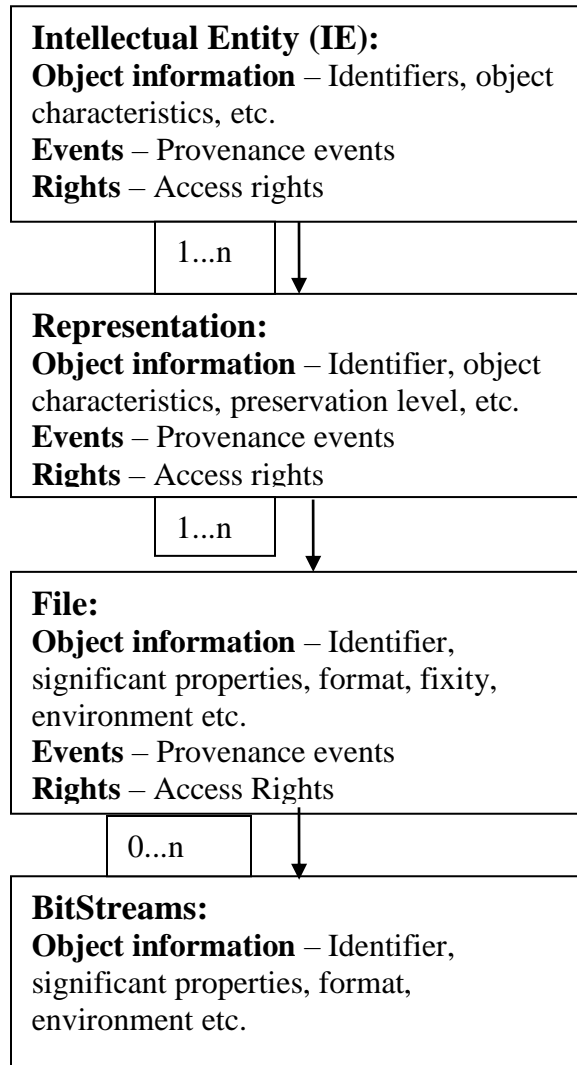 Intellectual Entity (IE):
Object information – Identifiers, object
characteristics, etc.
Events – Provenance events
Rights – Access rights
1...n
Representation:
Object information – Identifier, object
characteristics, preservation level, etc.
Events – Provenance events
Rights – Access rights
1...n
File:
Object information – Identifier,
significant properties, format, fixity,
environment etc.
Events – Provenance events
Rights – Access Rights
0...n
BitStreams:
Object information – Identifier,
significant properties, format,
environment etc.